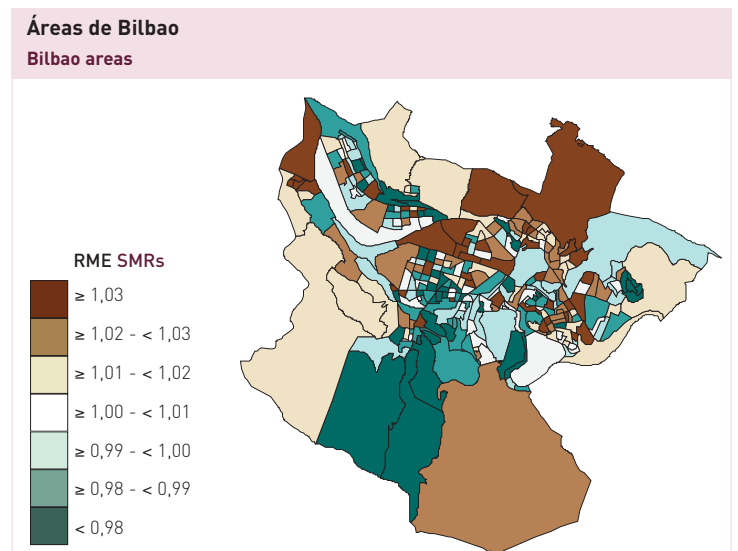 Áreas de Bilbao
Bilbao areas
RME SMRs
≥ 1,03
≥ 1,02 - < 1,03
≥ 1,01 - < 1,02
≥ 1,00 - < 1,01
≥ 0,99 - < 1,00
≥ 0,98 - < 0,99
< 0,98